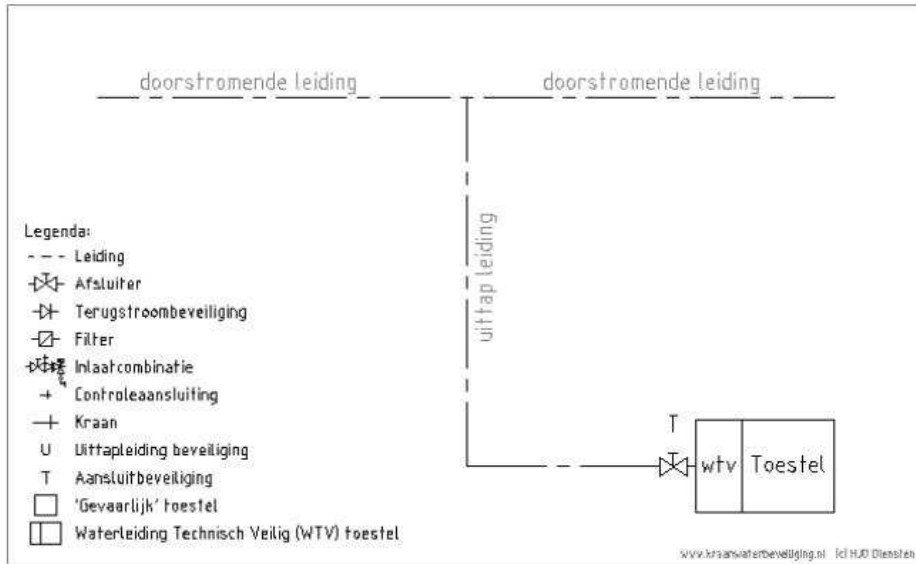 doorstromende leiding
doorstromende leiding
uittap leiding
Legenda:
Leiding
Afsluiter
Terugstroombeveiliging
Filter
Inlaatcombinatie
Controleaansluiting
Kraan
U Uittapleiding beveiliging
T Aansluitbeveiliging
'Gevaarlijk' toestel
Waterleiding Technisch Veilig (WTV) toestel
T
wtv Toestel
www.kraanwaterbeveiliging.nl (c) HJD Diensten